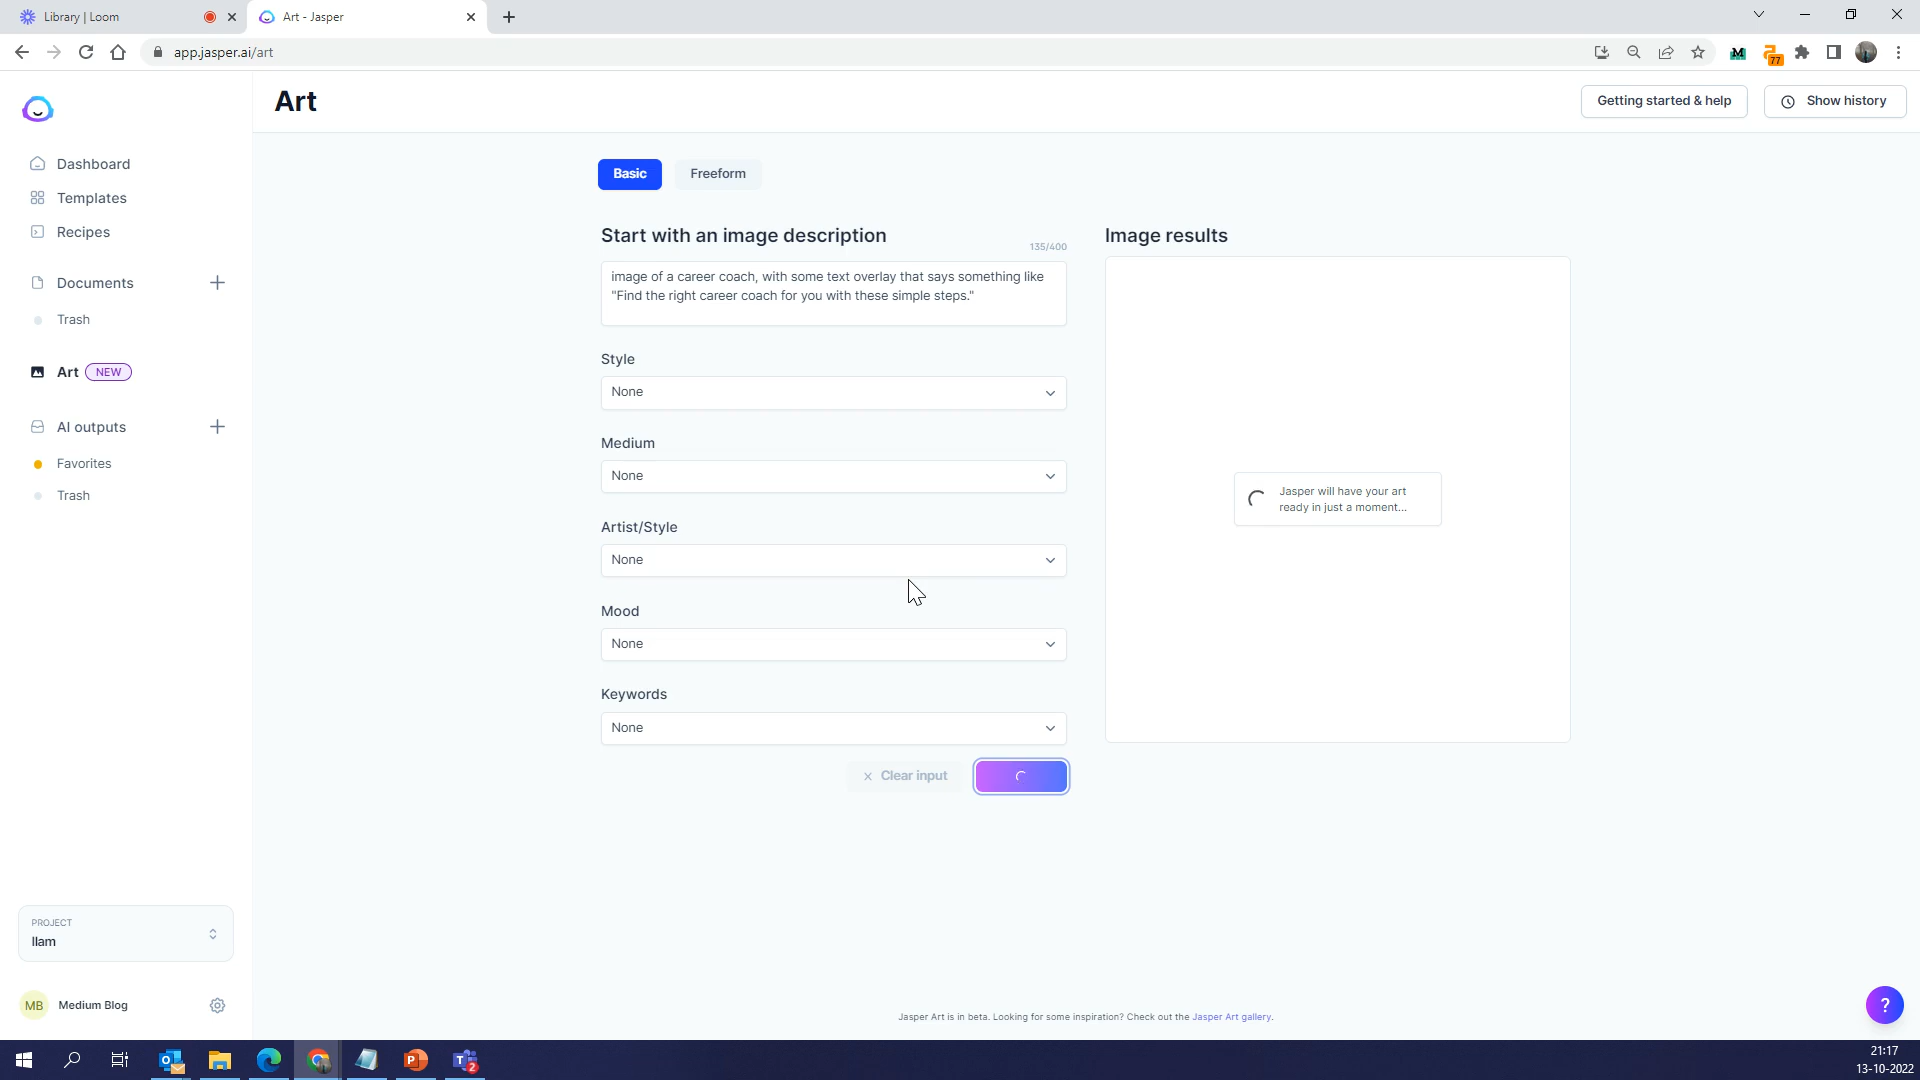 Library | Loom
Art - Jasper
app.jasper.ai/art
77
Art
Getting started & help
Show history
Dashboard
Templates
Recipes
Documents
Trash
Art NEW
AI outputs
Favorites
Trash
Basic
Freeform
Start with an image description
135/400
image of a career coach, with some text overlay that says something like
"Find the right career coach for you with these simple steps."
Style
None
Medium
None
Artist/Style
None
Mood
None
Keywords
None
Clear input
Image results
Jasper will have your art
ready in just a moment...
PROJECT
Ilam
MB
Medium Blog
Jasper Art is in beta. Looking for some inspiration? Check out the Jasper Art gallery.
?
2
21:17
13-10-2022